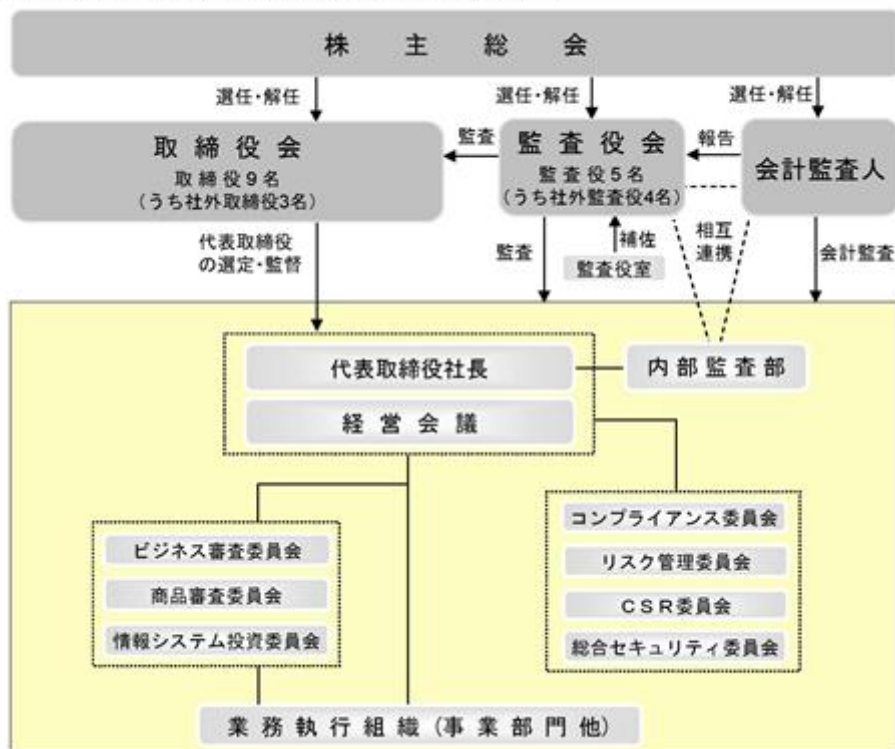 株主総会
選任・解任
選任・解任
選任・解任
取締役会
取締役9名
(うち社外取締役3名)
監査
監査役会
監査役5名
(うち社外監査役4名)
報告
会計監査人
代表取締役
の選定・監督
監査
補佐
監査役室
相互
連携
会計監査
代表取締役社長
内部監査部
経営会議
ビジネス審査委員会
商品審査委員会
情報システム投資委員会
コンプライアンス委員会
リスク管理委員会
CSR委員会
総合セキュリティ委員会
業務執行組織(事業部門他)